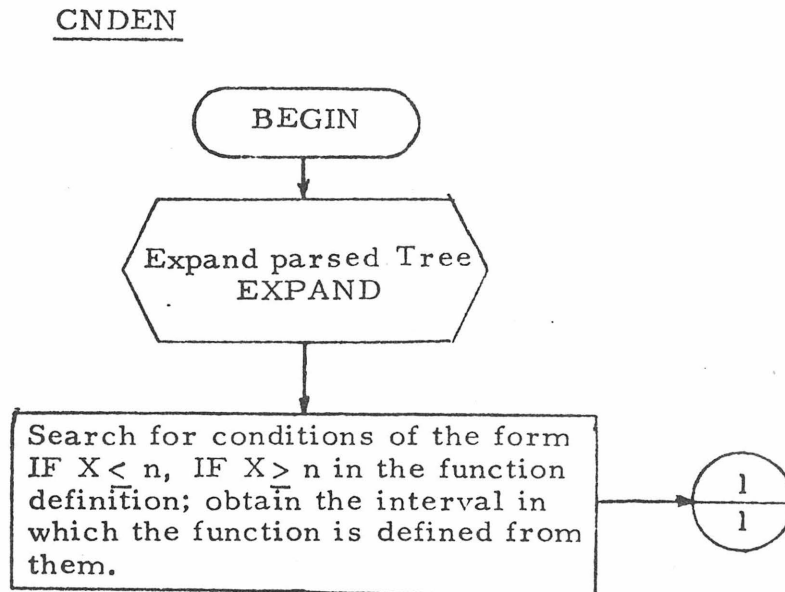 CNDEN
BEGIN
Expand parsed Tree
EXPAND
Search for conditions of the form
IF X ≤ n, IF X ≥ n in the function
definition; obtain the interval in
which the function is defined from
them.
1
1